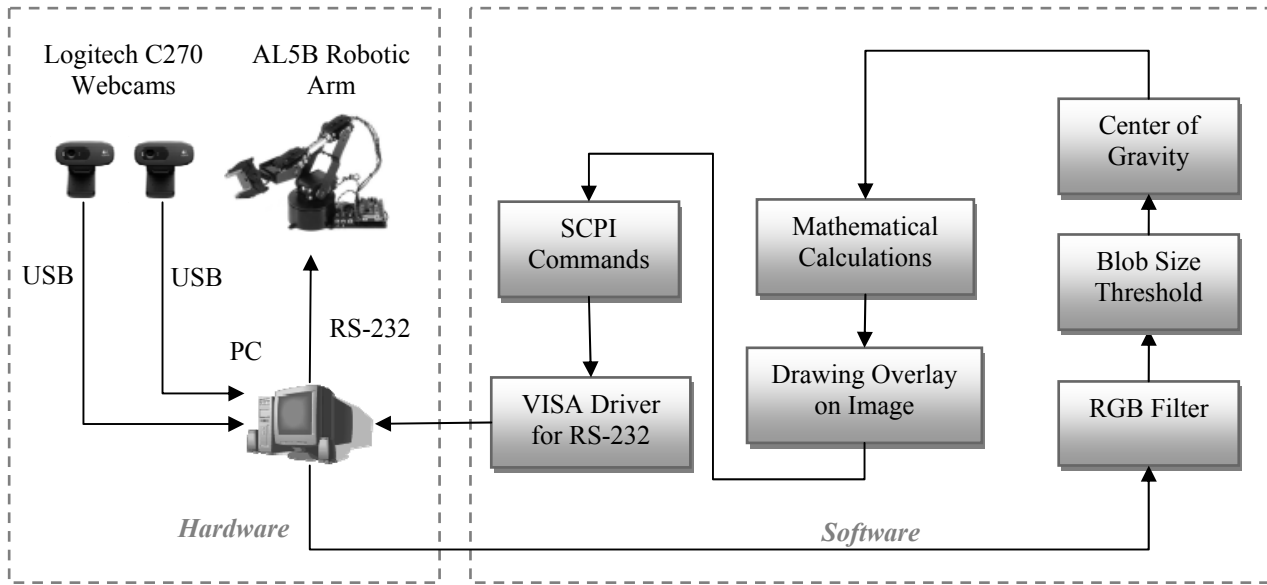 Logitech C270
Webcams
AL5B Robotic
Arm
USB
USB
RS-232
PC
Hardware
SCPI
Commands
VISA Driver
for RS-232
Mathematical
Calculations
Drawing Overlay
on Image
Center of
Gravity
Blob Size
Threshold
RGB Filter
Software